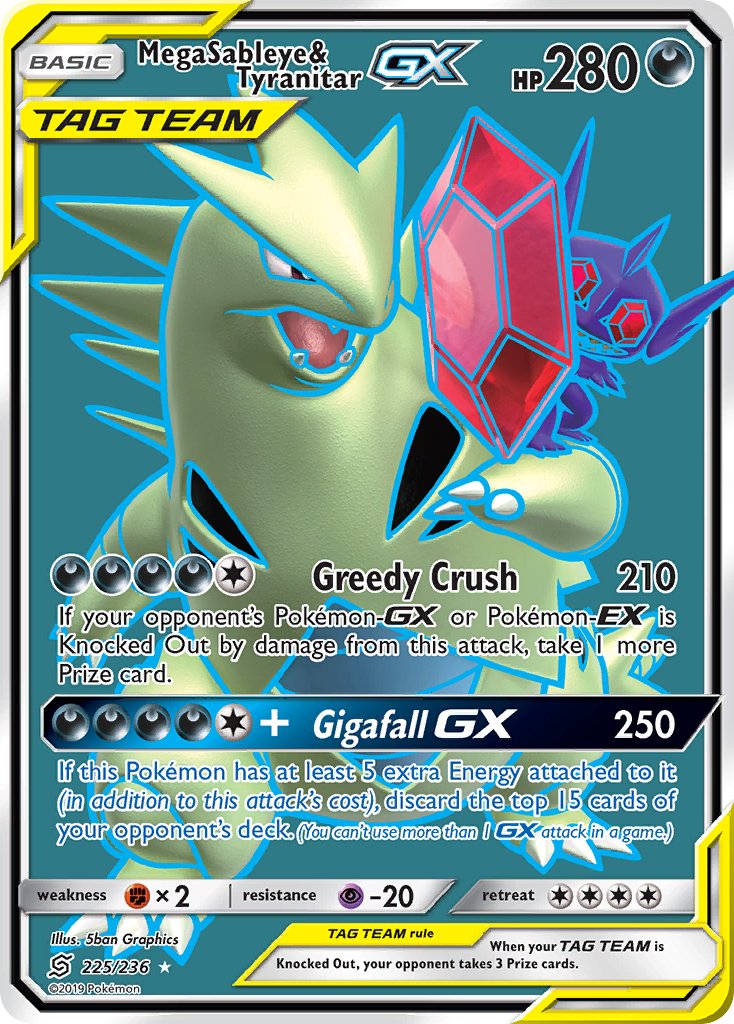 BASIC
MegaSableye&
Tyranitar GX
HP280
TAG TEAM
Greedy Crush 210
If your opponent's Pokémon-GX or Pokémon-EX is
Knocked Out by damage from this attack, take 1 more
Prize card.
+ Gigafall GX 250
If this Pokémon has at least 5 extra Energy attached to it
(in addition to this attack's cost), discard the top 15 cards of
your opponent's deck. (You can't use more than 1 GX attack in a game.)
weakness ×2 resistance -20 retreat
Illus. 5ban Graphics
225/236
©2019 Pokémon
TAG TEAM rule
When your TAG TEAM is
Knocked Out, your opponent takes 3 Prize cards.